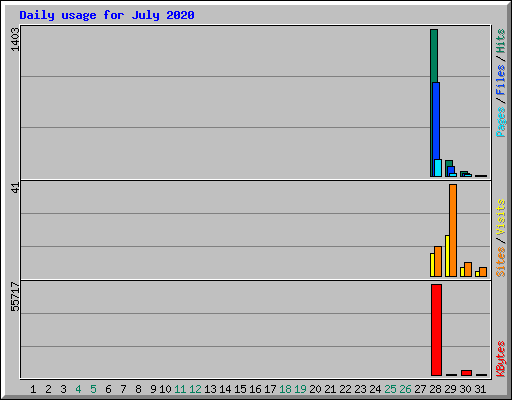 Daily usage for July 2020
1403
41
55717
Pages / Files / Hits
Sites / Visits
KBytes
1 2 3 4 5 6 7 8 9 10 11 12 13 14 15 16 17 18 19 20 21 22 23 24 25 26 27 28 29 30 31